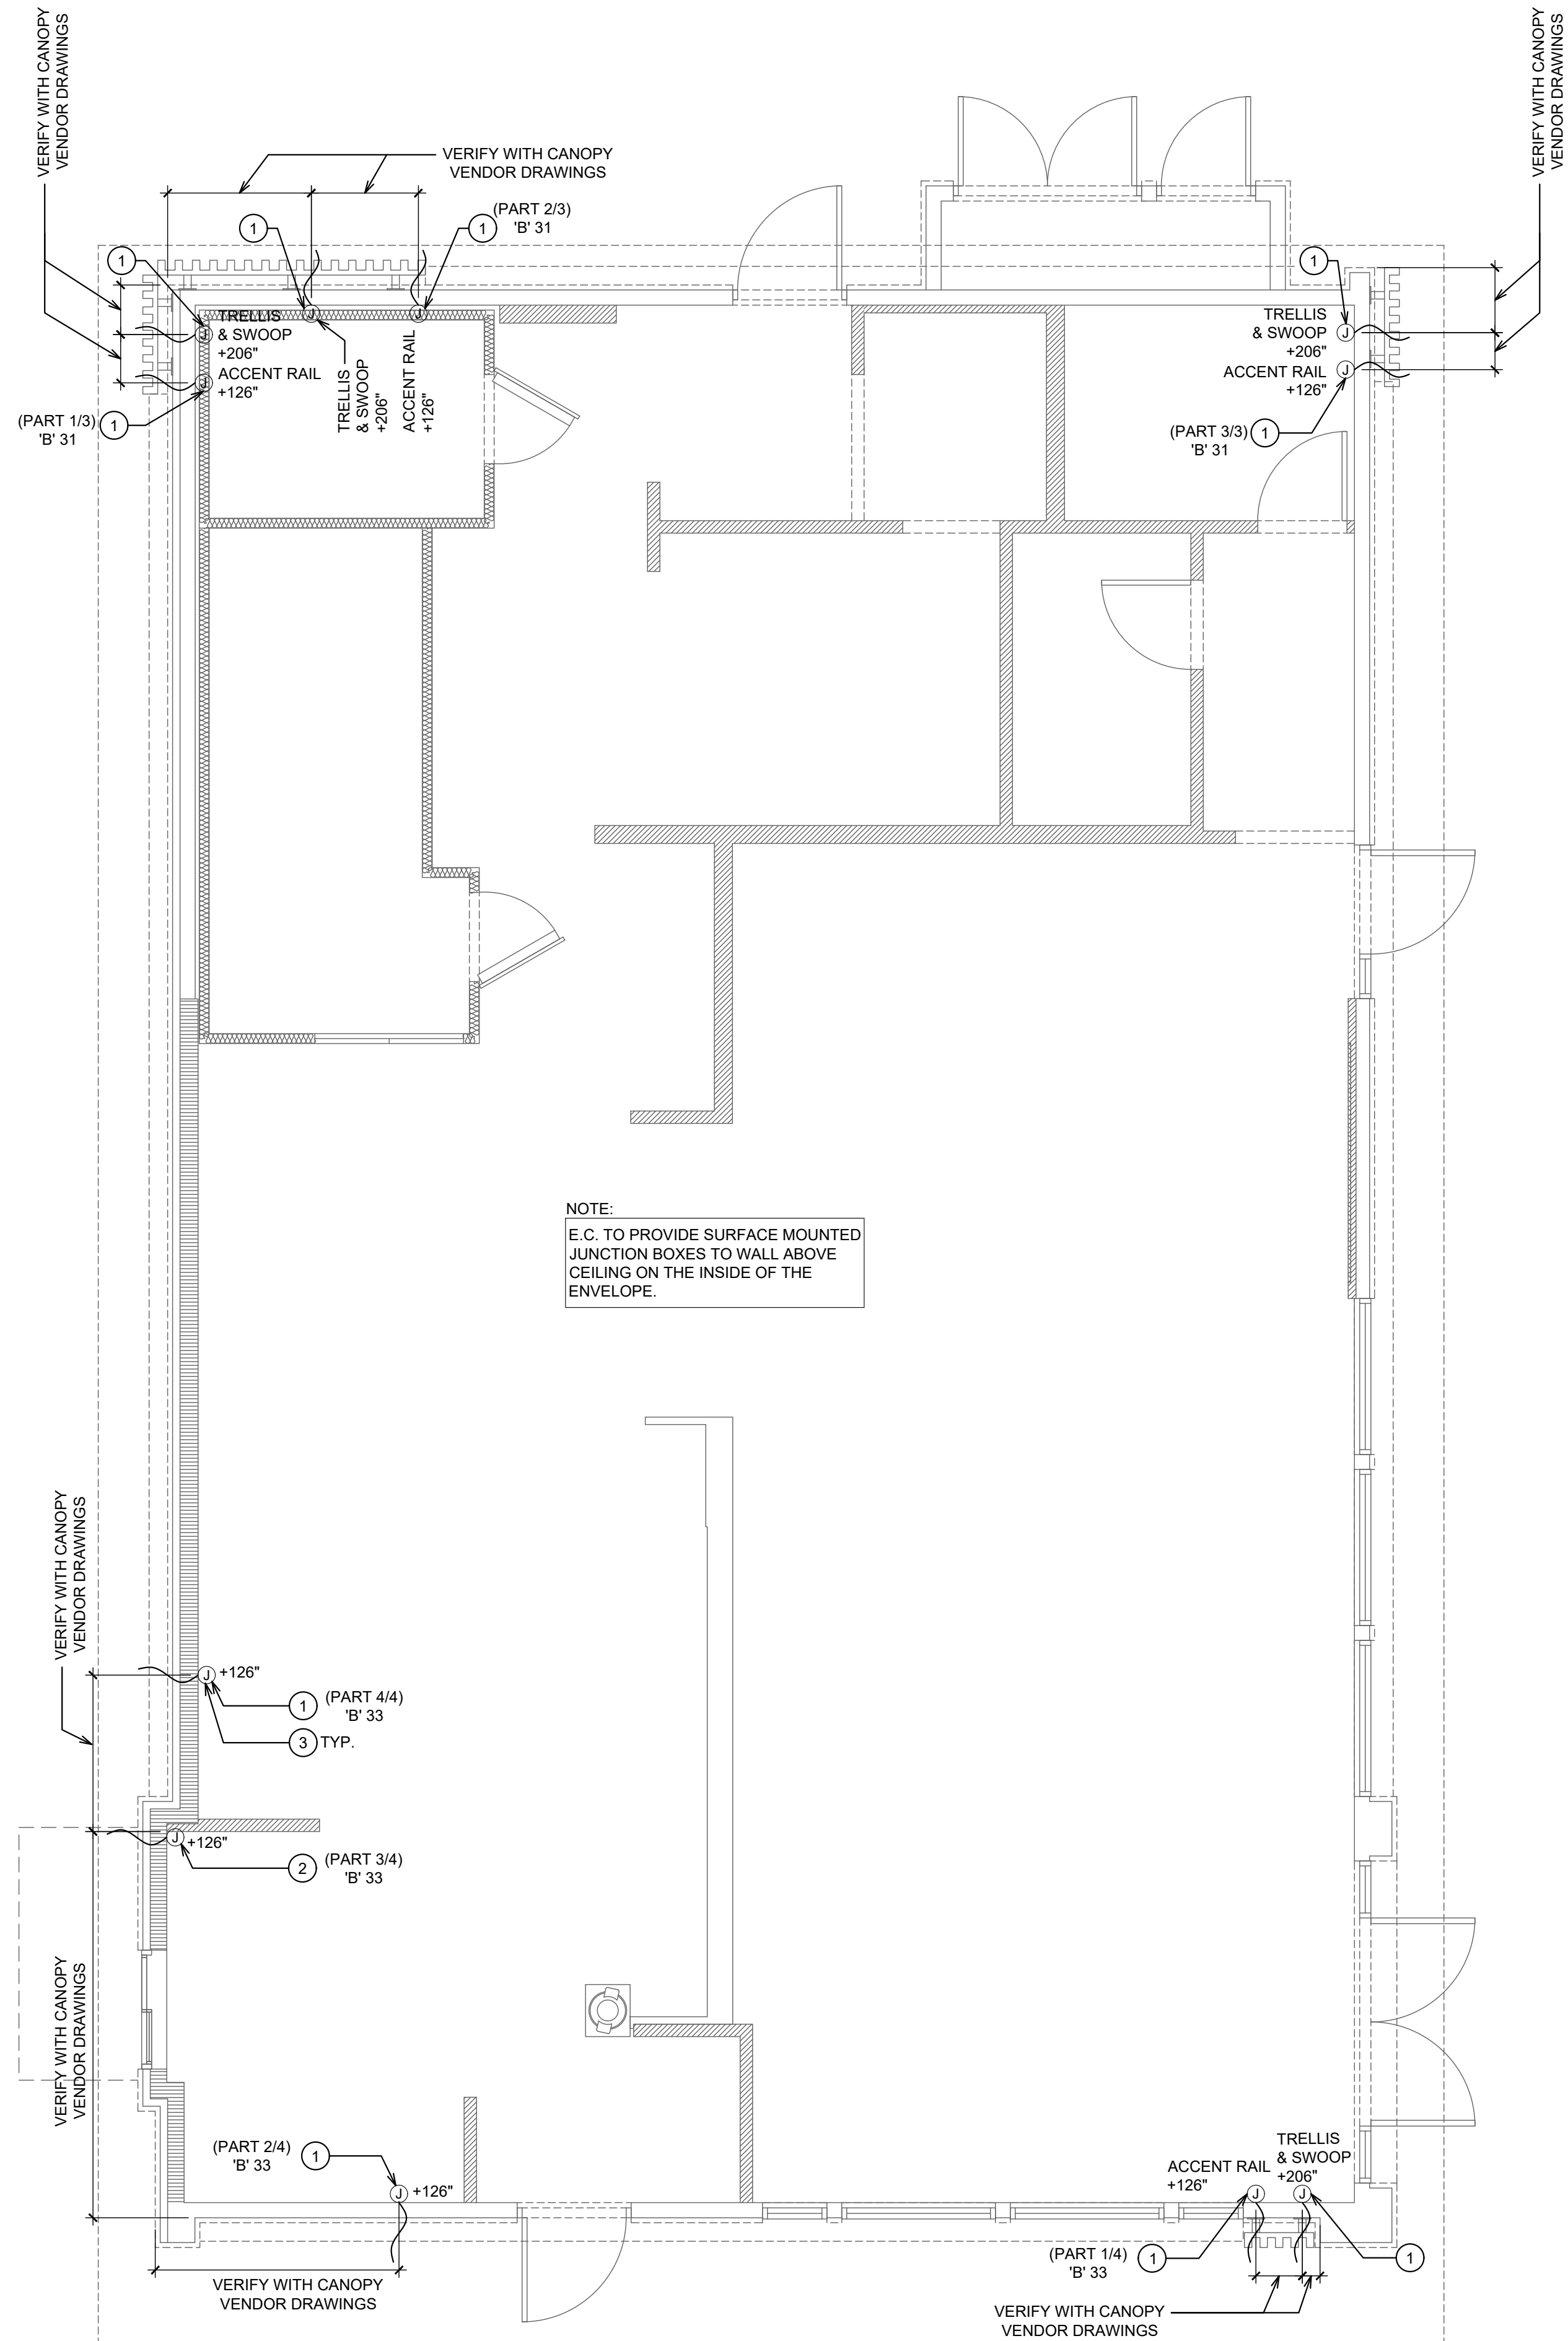 VERIFY WITH CANOPY
VENDOR DRAWINGS
VERIFY WITH CANOPY
VENDOR DRAWINGS
VERIFY WITH CANOPY
VENDOR DRAWINGS
(PART 2/3)
1
1
'B' 31
1
1
J
J
TRELLIS
& SWOOP
+206"
J
ACCENT RAIL
+126"
J
TRELLIS
& SWOOP
+206"
ACCENT RAIL
+126"
(PART 1/3)
1
'B' 31
TRELLIS
& SWOOP
+206"
J
ACCENT RAIL
+126"
J
(PART 3/3)
1
'B' 31
NOTE:
E.C. TO PROVIDE SURFACE MOUNTED
JUNCTION BOXES TO WALL ABOVE
CEILING ON THE INSIDE OF THE
ENVELOPE.
VERIFY WITH CANOPY
VENDOR DRAWINGS
J
+126"
1
(PART 4/4)
'B' 33
3
TYP.
J
+126"
2
(PART 3/4)
'B' 33
VERIFY WITH CANOPY
VENDOR DRAWINGS
(PART 2/4)
1
'B' 33
J
+126"
VERIFY WITH CANOPY
VENDOR DRAWINGS
TRELLIS
& SWOOP
+206"
ACCENT RAIL
+126"
J
J
(PART 1/4)
1
'B' 33
1
VERIFY WITH CANOPY
VENDOR DRAWINGS